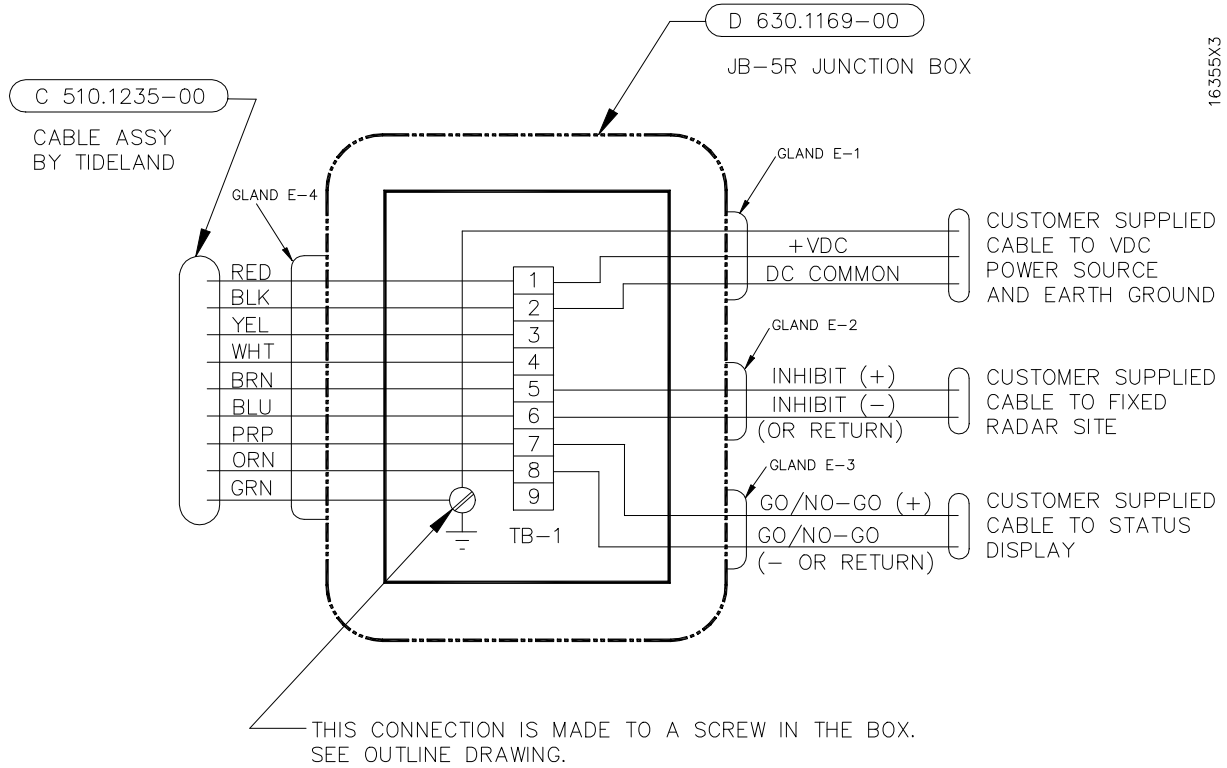 D 630.1169-00
JB-5R JUNCTION BOX
16355X3
C 510.1235-00
CABLE ASSY
BY TIDELAND
GLAND E-4
GLAND E-1
RED
BLK
YEL
WHT
BRN
BLU
PRP
ORN
GRN
1
2
3
4
5
6
7
8
9
TB-1
+VDC
DC COMMON
CUSTOMER SUPPLIED
CABLE TO VDC
POWER SOURCE
AND EARTH GROUND
GLAND E-2
INHIBIT (+)
INHIBIT (-)
(OR RETURN)
CUSTOMER SUPPLIED
CABLE TO FIXED
RADAR SITE
GLAND E-3
GO/NO-GO (+)
GO/NO-GO
(- OR RETURN)
CUSTOMER SUPPLIED
CABLE TO STATUS
DISPLAY
THIS CONNECTION IS MADE TO A SCREW IN THE BOX.
SEE OUTLINE DRAWING.